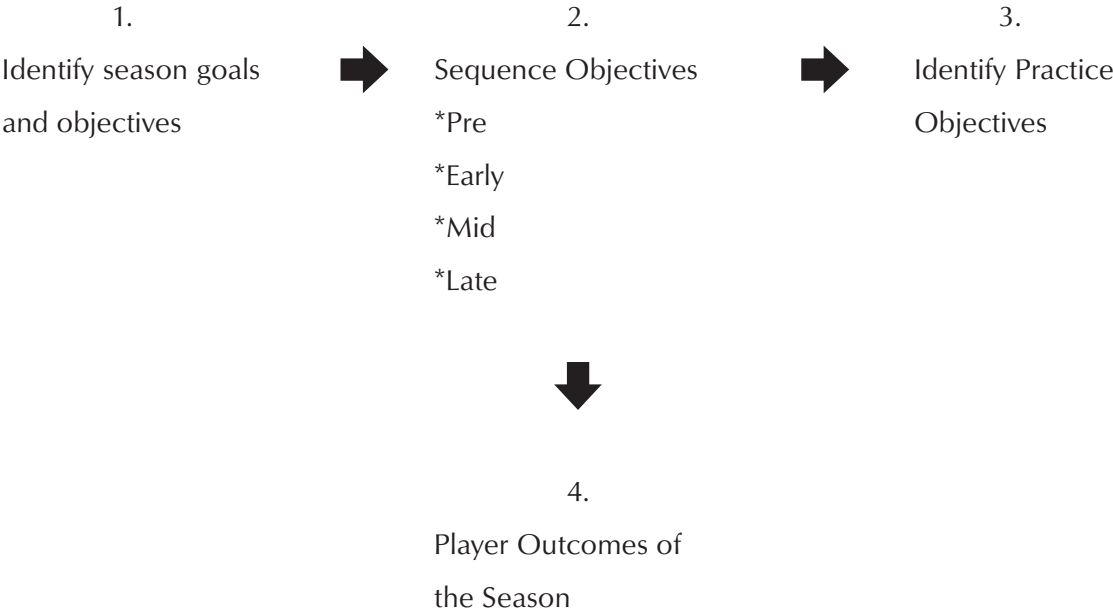 1.
Identify season goals
and objectives
2.
Sequence Objectives
*Pre
*Early
*Mid
*Late
3.
Identify Practice
Objectives
4.
Player Outcomes of
the Season